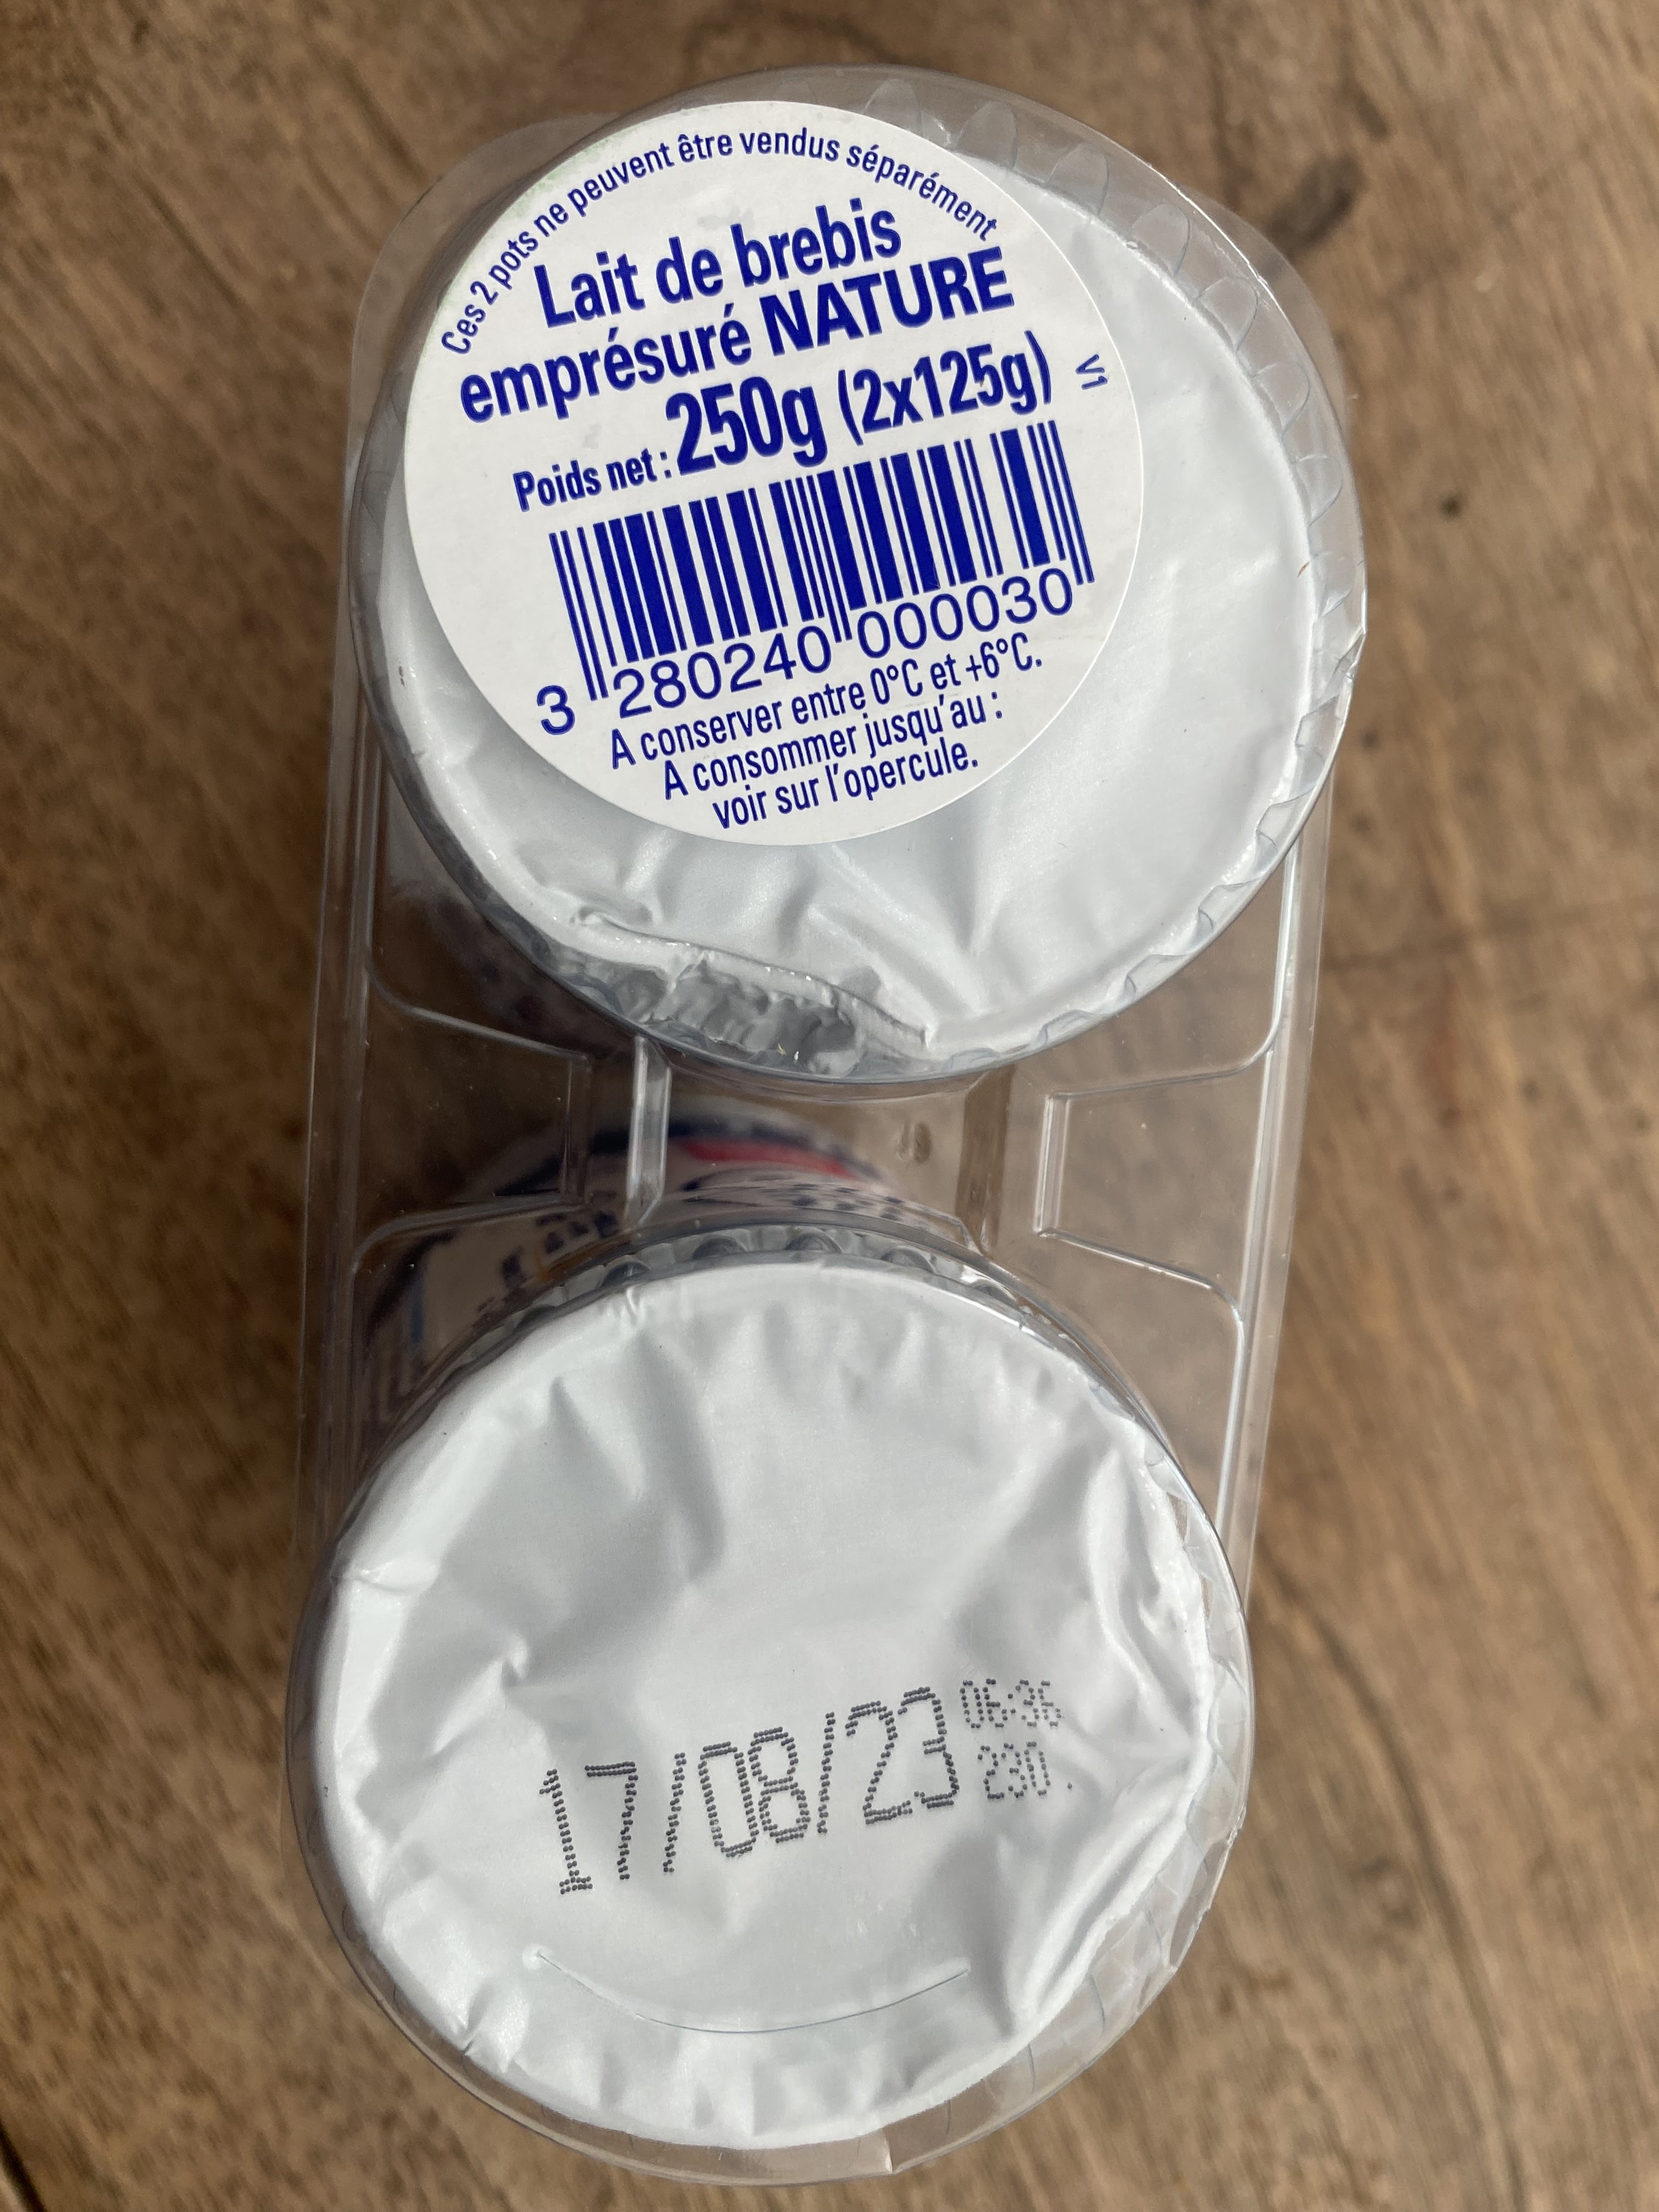 Ces 2 pots ne peuvent être vendus séparément
Lait de brebis
emprésuré NATURE
Poids net : 250g (2x125g)
V1
3 280240 000030
A conserver entre 0°C et +6°C.
A consommer jusqu'au :
voir sur l'opercule.
17/08/23
06:36
230.